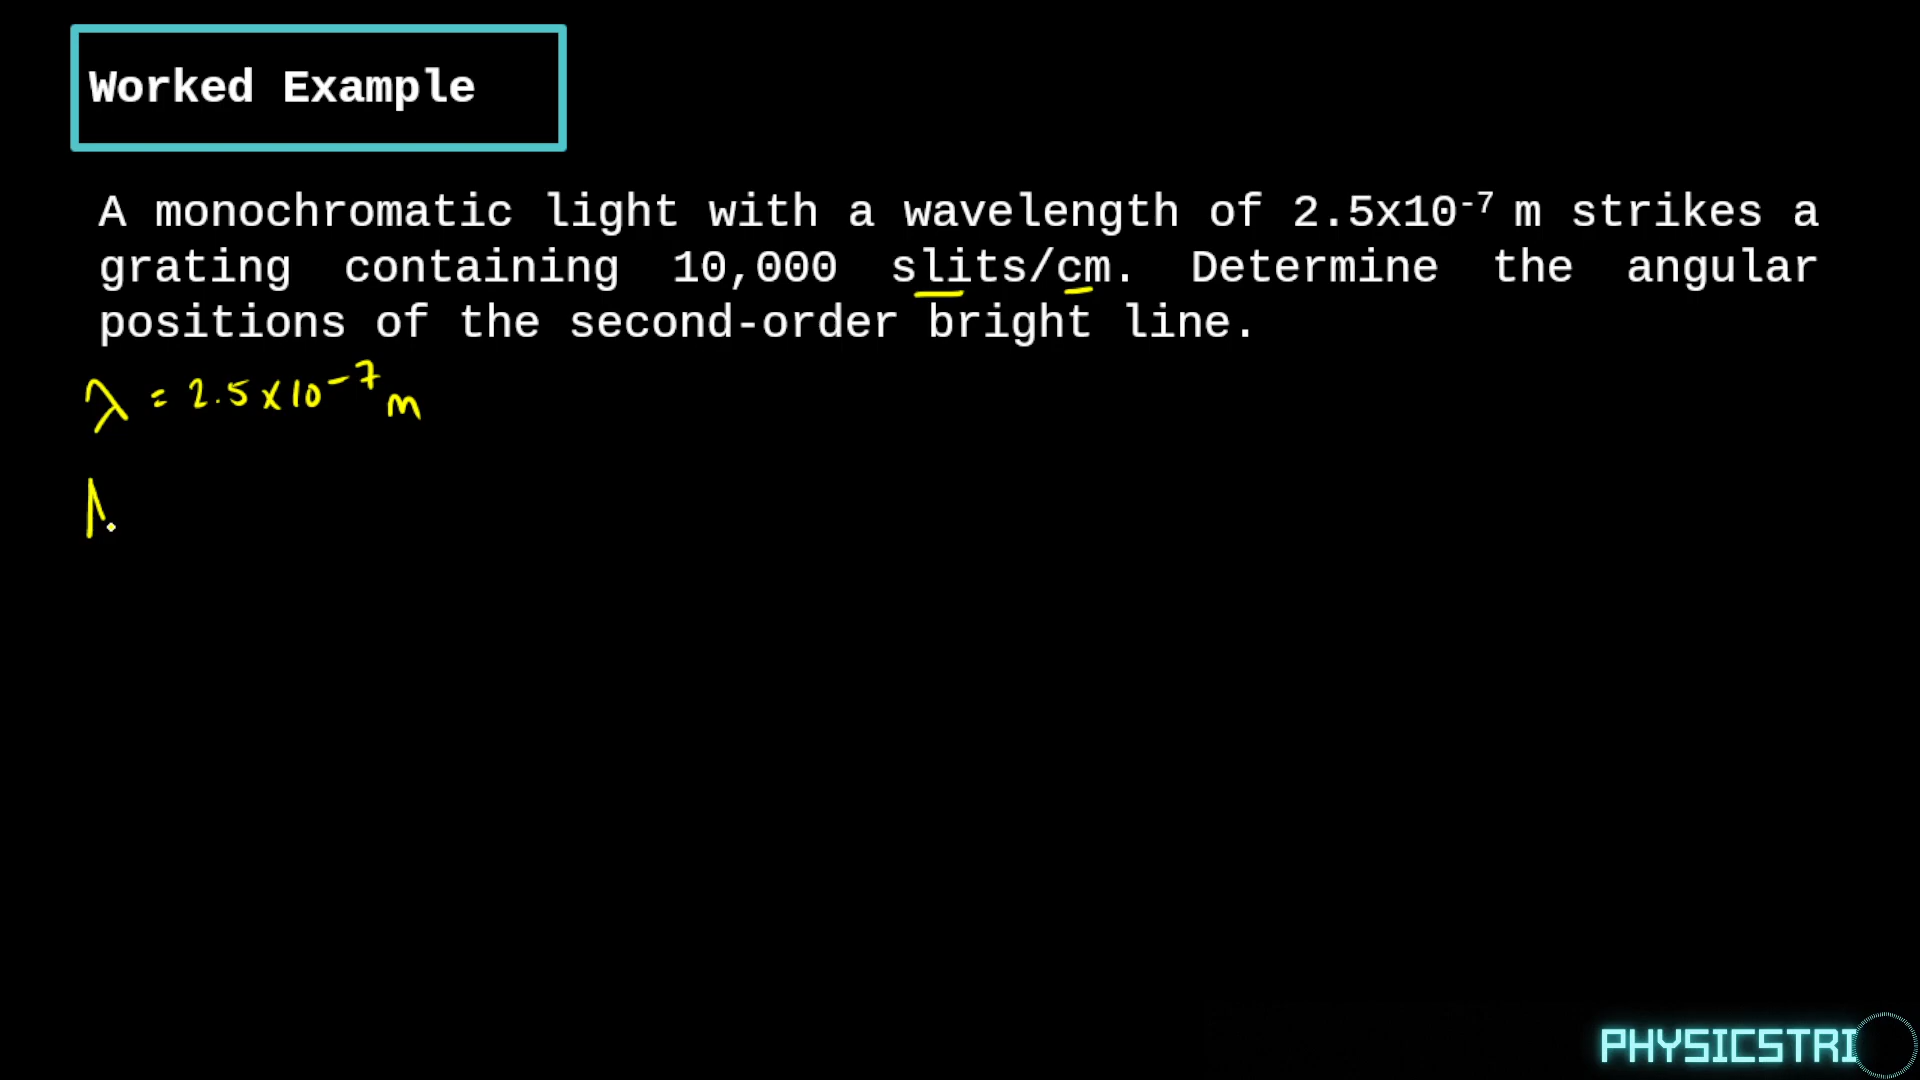 Worked Example
A monochromatic light with a wavelength of 2.5x10⁻⁷ m strikes a
grating containing 10,000 slits/cm. Determine the angular
positions of the second-order bright line.
λ = 2.5 x 10⁻⁷ m
PHYSICSTRI